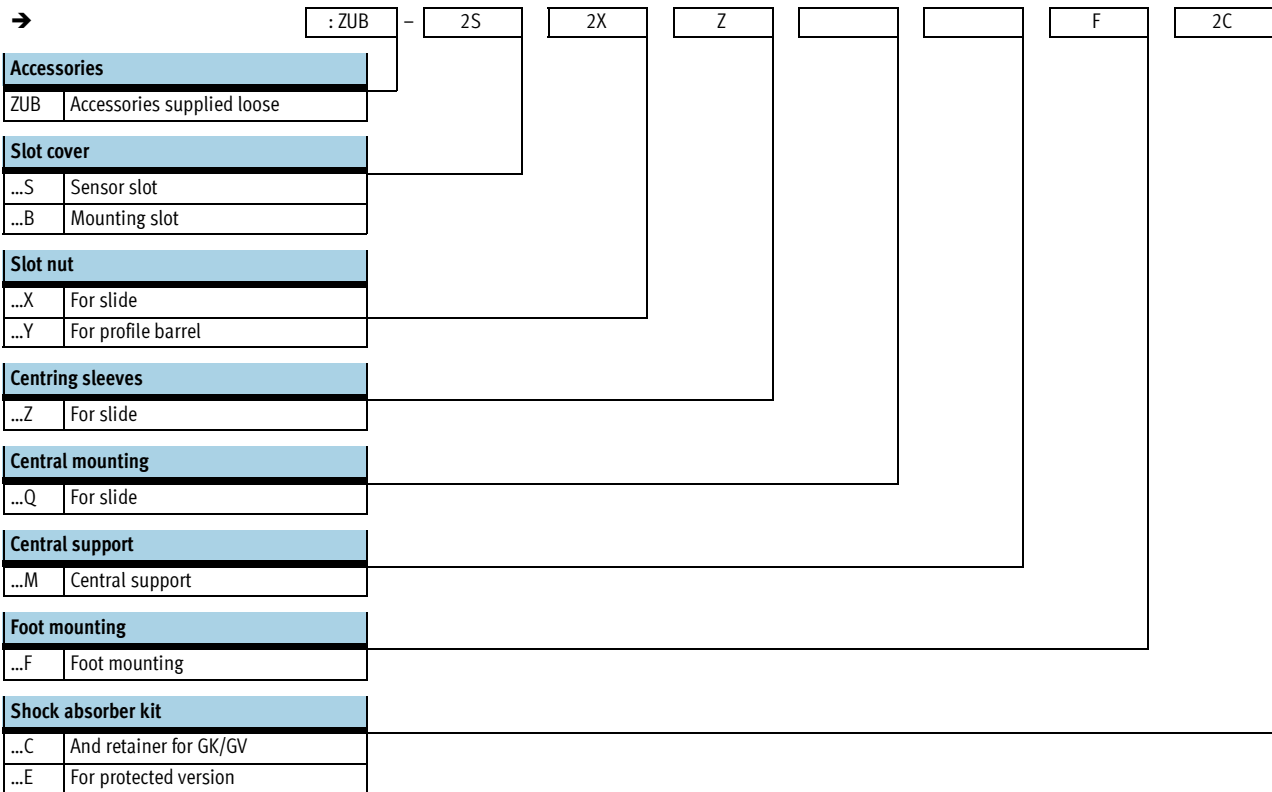 ➔ : ZUB – 2S 2X Z F 2C
Accessories
ZUB Accessories supplied loose
Slot cover
...S Sensor slot
...B Mounting slot
Slot nut
...X For slide
...Y For profile barrel
Centring sleeves
...Z For slide
Central mounting
...Q For slide
Central support
...M Central support
Foot mounting
...F Foot mounting
Shock absorber kit
...C And retainer for GK/GV
...E For protected version